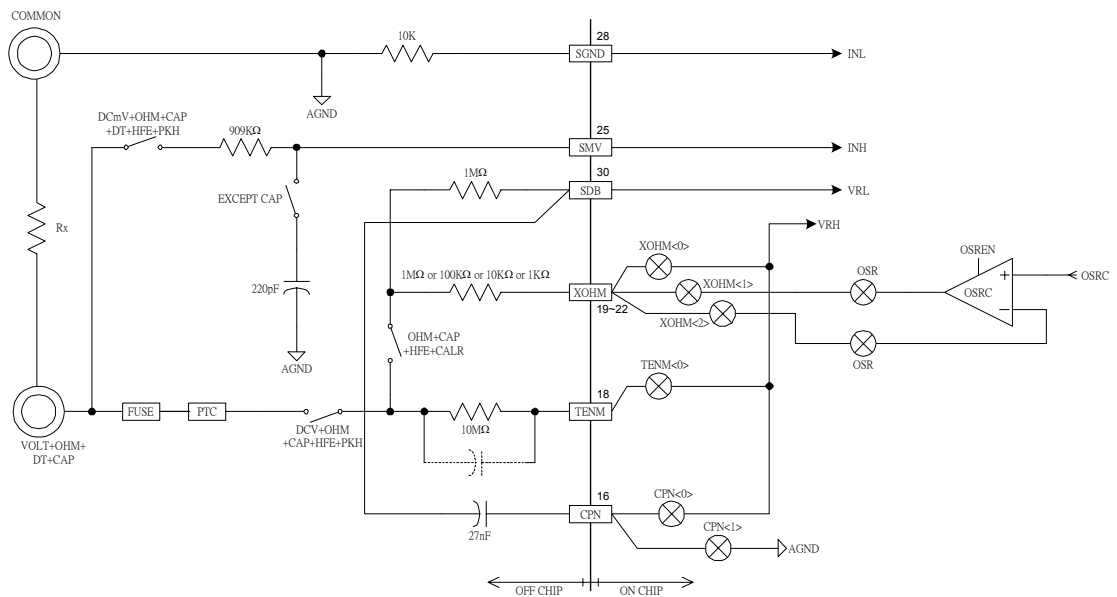 COMMON
10K
28
SGND
INL
AGND
DCmV+OHM+CAP
+DT+HFE+PKH
909KΩ
25
SMV
INH
1MΩ
30
SDB
VRL
EXCEPT CAP
VRH
Rx
XOHM<0>
OSREN
1MΩ or 100KΩ or 10KΩ or 1KΩ
XOHM
19~22
XOHM<1>
OSR
OSRC
+
−
OSRC
220pF
XOHM<2>
OSR
OHM+CAP
+HFE+CALR
AGND
TENM<0>
18
TENM
FUSE
PTC
10MΩ
DCV+OHM
+CAP+HFE+PKH
VOLT+OHM+
DT+CAP
16
CPN
CPN<0>
27nF
CPN<1>
AGND
OFF CHIP
ON CHIP